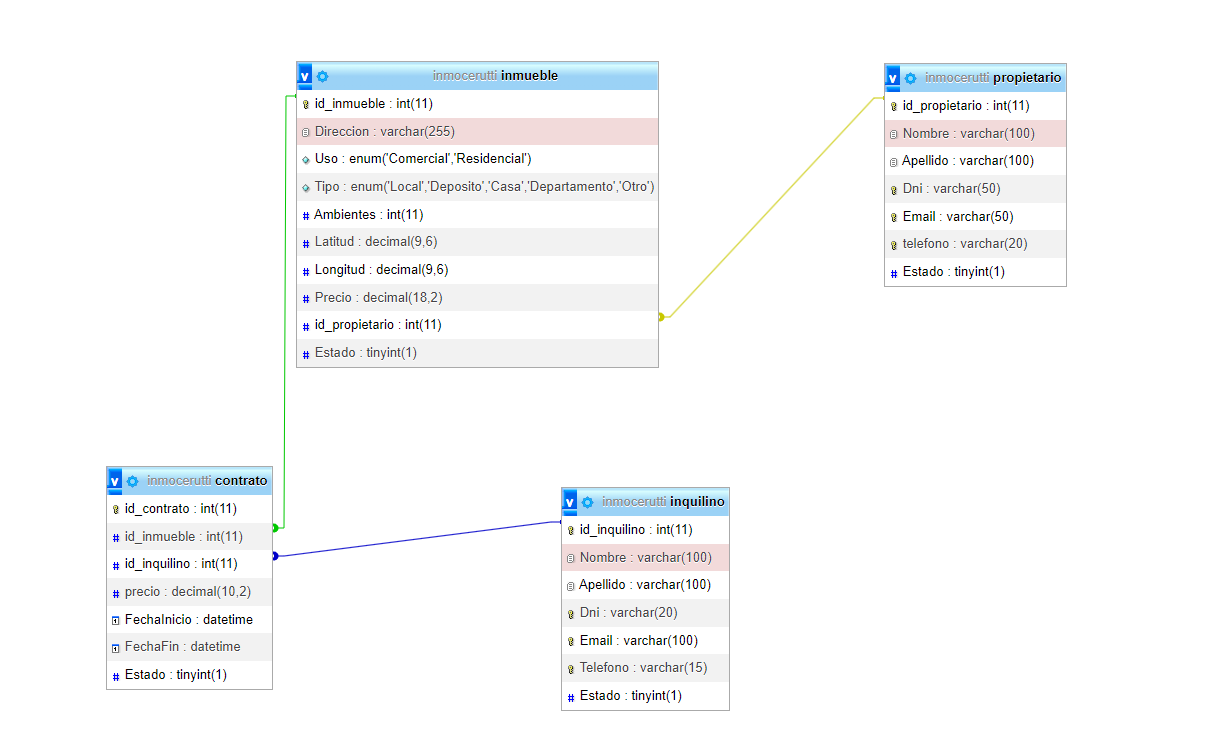 v inmocerutti inmueble
id_inmueble : int(11)
Direccion : varchar(255)
Uso : enum('Comercial','Residencial')
Tipo : enum('Local','Deposito','Casa','Departamento','Otro')
# Ambientes : int(11)
# Latitud : decimal(9,6)
# Longitud : decimal(9,6)
# Precio : decimal(18,2)
# id_propietario : int(11)
# Estado : tinyint(1)
v inmocerutti propietario
id_propietario : int(11)
Nombre : varchar(100)
Apellido : varchar(100)
Dni : varchar(50)
Email : varchar(50)
telefono : varchar(20)
# Estado : tinyint(1)
v inmocerutti contrato
id_contrato : int(11)
# id_inmueble : int(11)
# id_inquilino : int(11)
# precio : decimal(10,2)
FechaInicio : datetime
FechaFin : datetime
# Estado : tinyint(1)
v inmocerutti inquilino
id_inquilino : int(11)
Nombre : varchar(100)
Apellido : varchar(100)
Dni : varchar(20)
Email : varchar(100)
Telefono : varchar(15)
# Estado : tinyint(1)